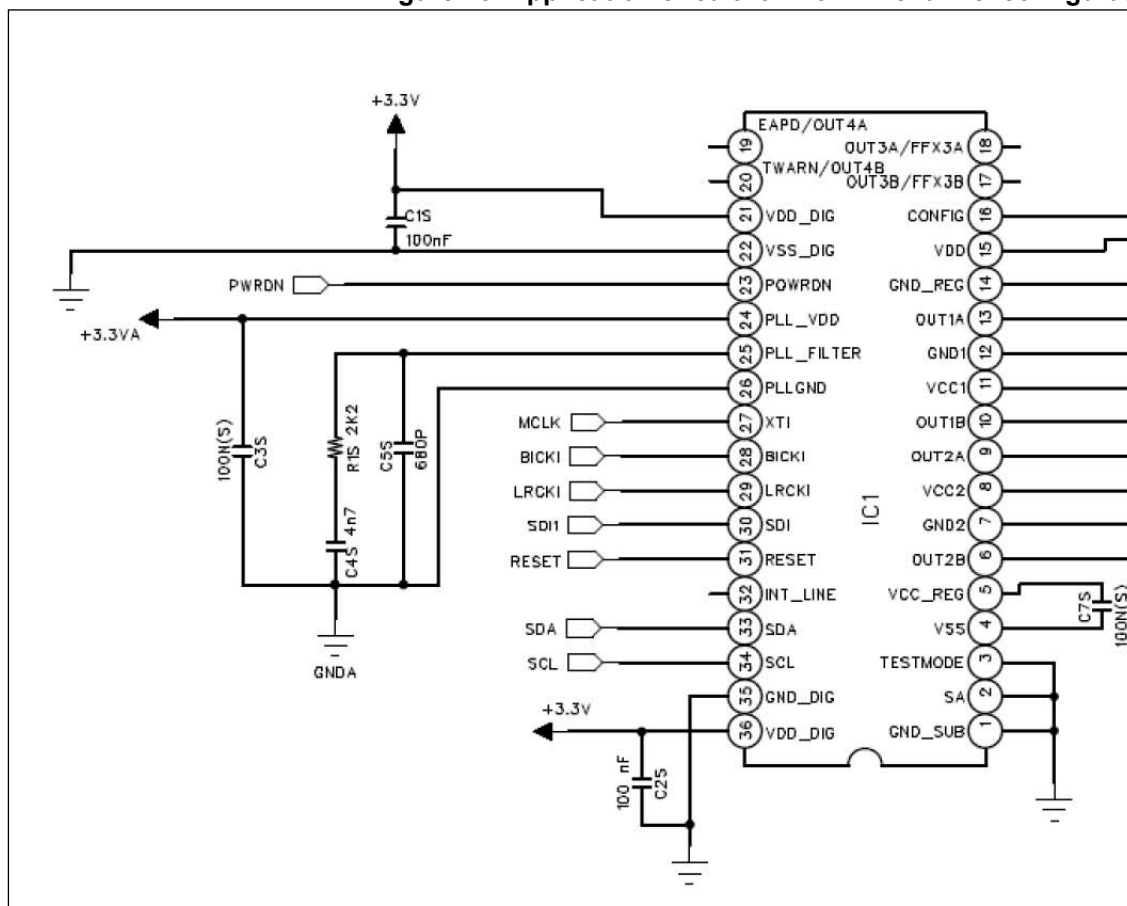 +3.3V
C1S
100nF
PWRDN
+3.3VA
100N(S)
C3S
R1S 2K2
C4S 4n7
C5S
680P
GNDA
MCLK
BICKI
LRCKI
SDI1
RESET
SDA
SCL
+3.3V
100 nF
C2S
EAPD/OUT4A
19
TWARN/OUT4B
20
21 VDD_DIG
22 VSS_DIG
23 POWRDN
24 PLL_VDD
25 PLL_FILTER
26 PLLGND
27 XTI
28 BICKI
29 LRCKI
30 SDI
31 RESET
32 INT_LINE
33 SDA
34 SCL
35 GND_DIG
36 VDD_DIG
IC1
OUT3A/FFX3A 18
OUT3B/FFX3B 17
CONFIG 16
VDD 15
GND_REG 14
OUT1A 13
GND1 12
VCC1 11
OUT1B 10
OUT2A 9
VCC2 8
GND2 7
OUT2B 6
VCC_REG 5
VSS 4
TESTMODE 3
SA 2
GND_SUB 1
C7S
100N(S)